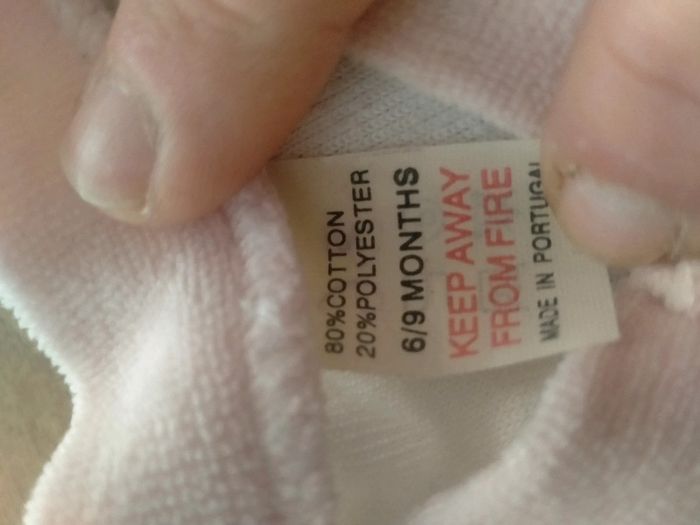 80%COTTON
20%POLYESTER
6/9 MONTHS
KEEP AWAY
FROM FIRE
MADE IN PORTUGAL